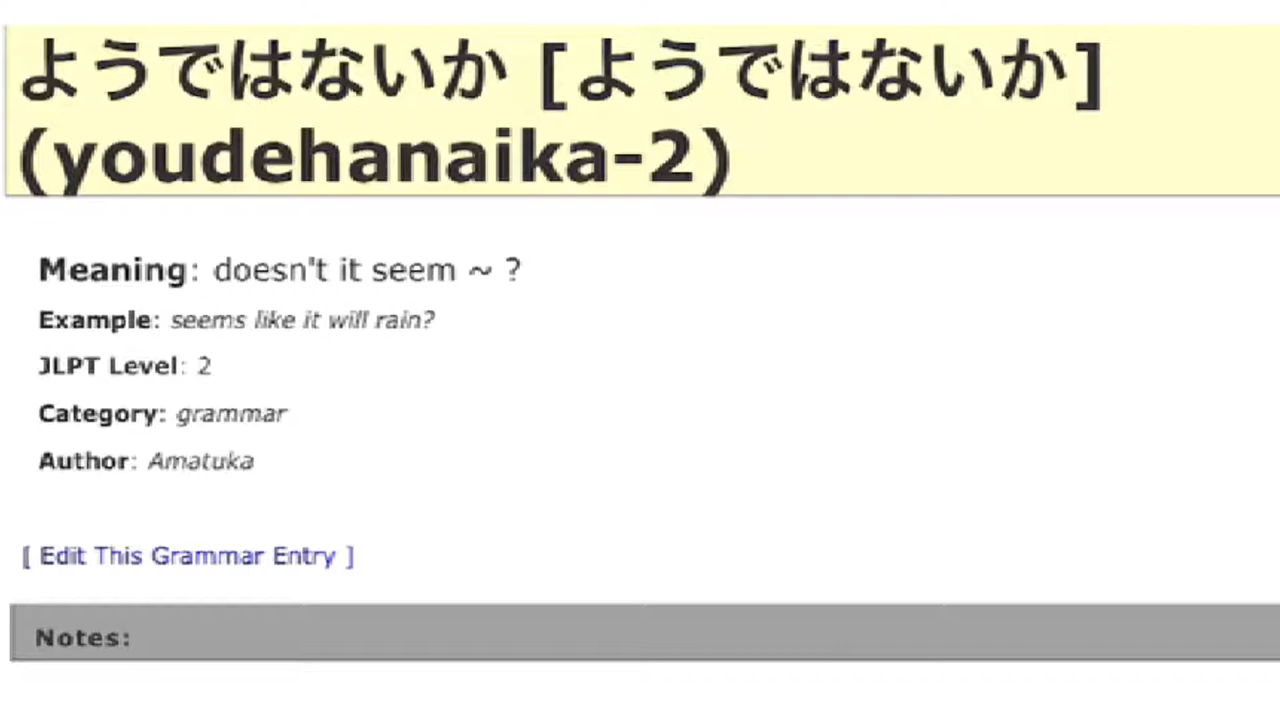 ようではないか [ようではないか]
(youdehanaika-2)
Meaning: doesn't it seem ~ ?
Example: seems like it will rain?
JLPT Level: 2
Category: grammar
Author: Amatuka
[ Edit This Grammar Entry ]
Notes: